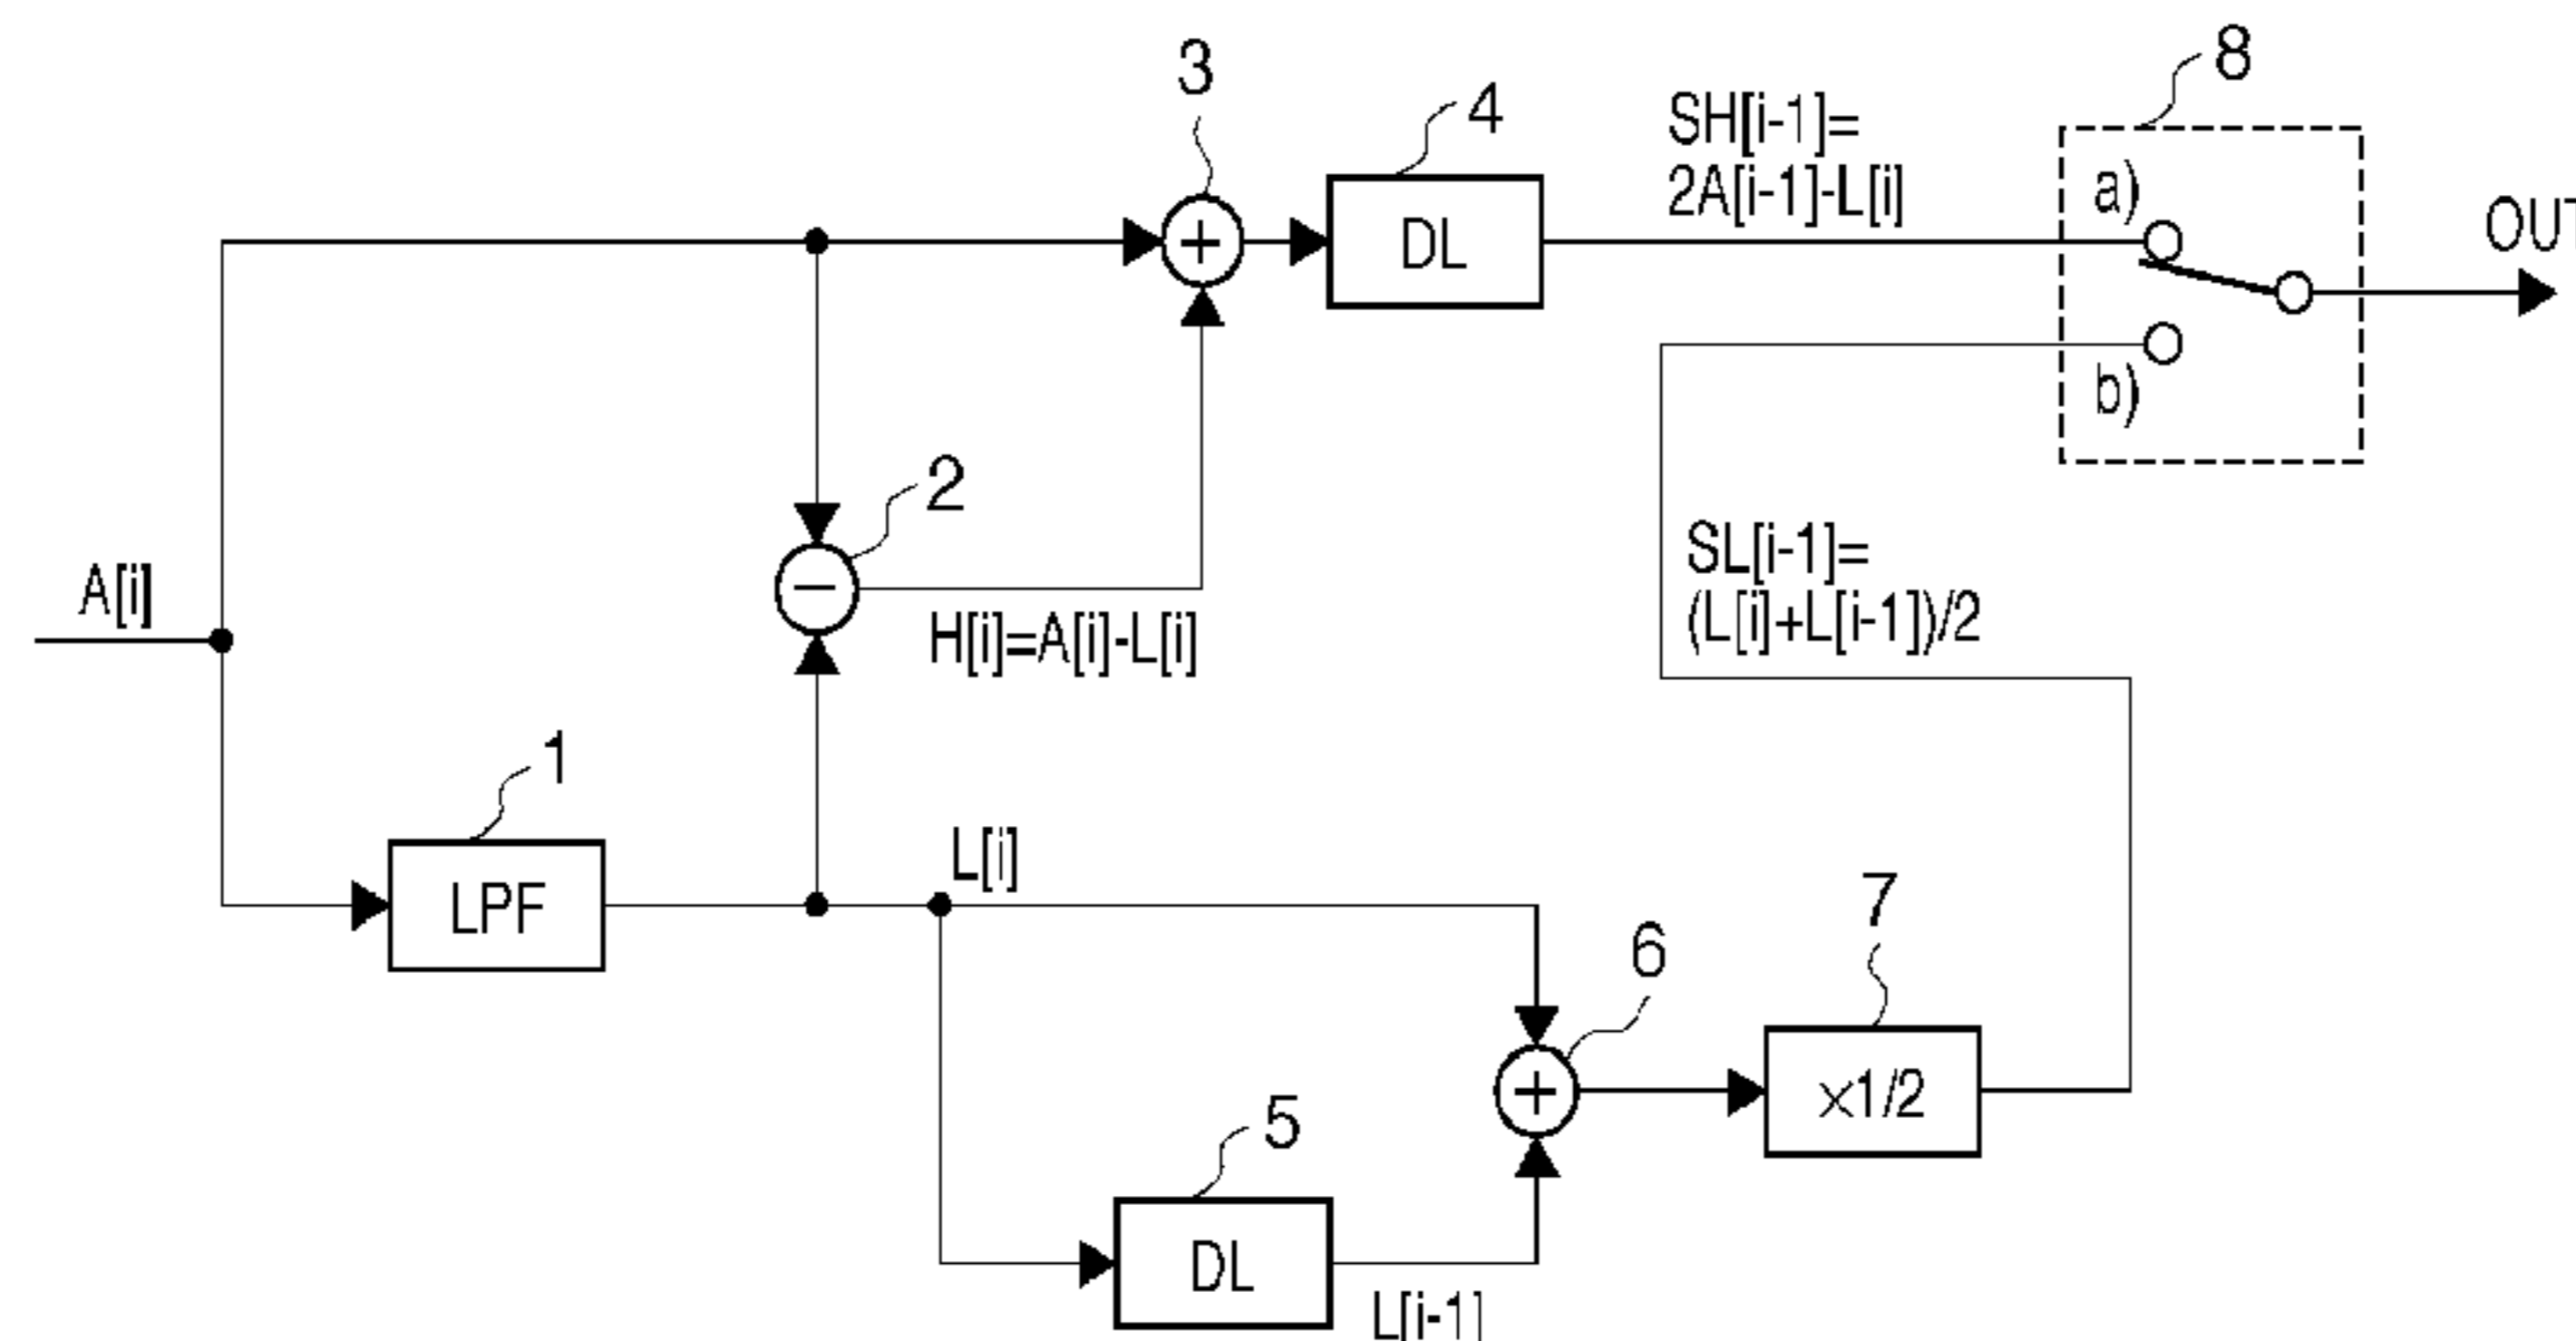 3
4
8
SH[i-1]=
2A[i-1]-L[i]
a)
OUT
+
DL
b)
2
A[i]
−
H[i]=A[i]-L[i]
SL[i-1]=
(L[i]+L[i-1])/2
1
L[i]
LPF
7
6
+
×1/2
5
DL
L[i-1]